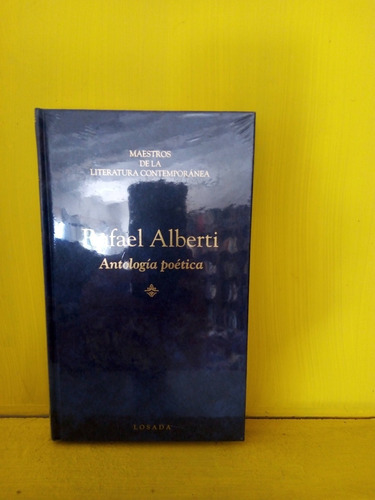 MAESTROS
DE LA
LITERATURA CONTEMPORÁNEA
Rafael Alberti
Antología poética
LOSADA